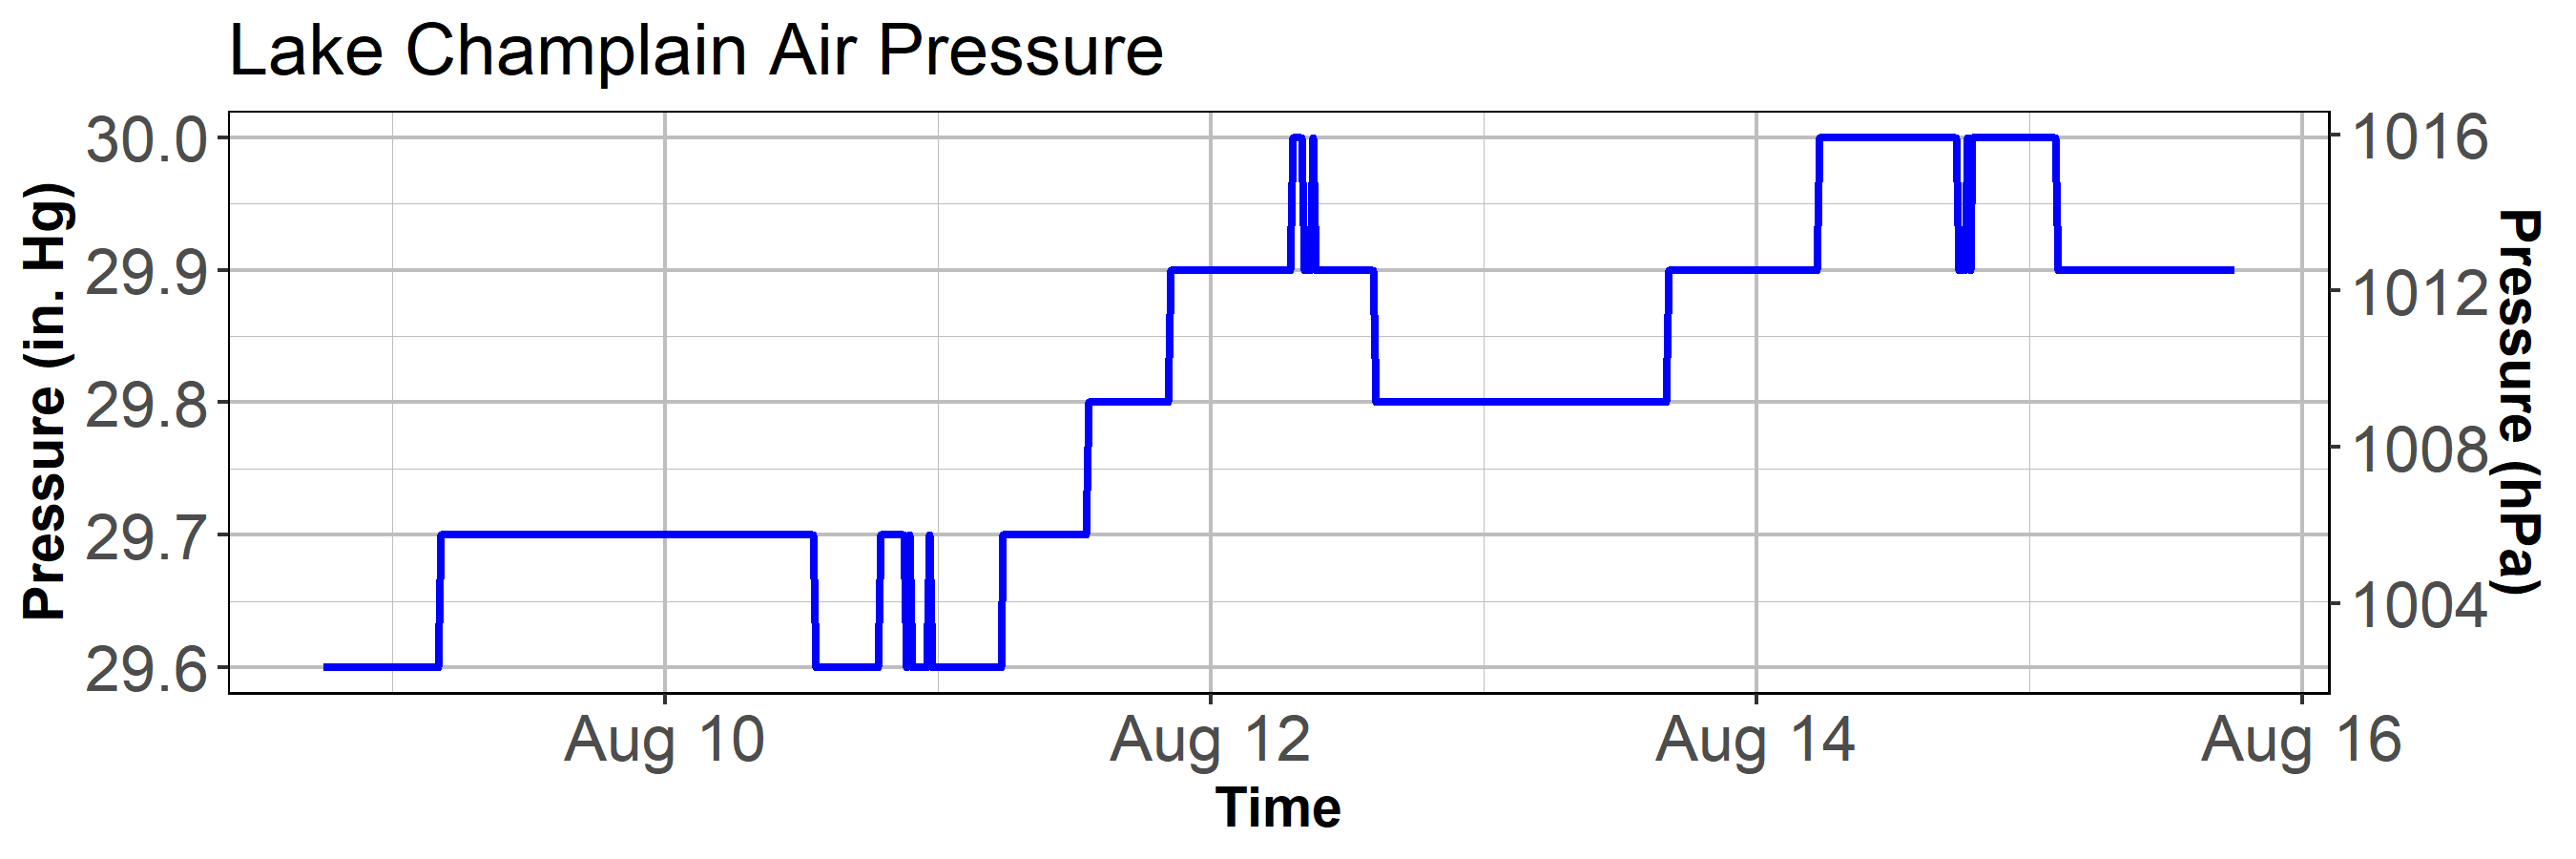 Lake Champlain Air Pressure
30.0
29.9
29.8
29.7
29.6
Pressure (in. Hg)
1016
1012
1008
1004
Pressure (hPa)
Aug 10
Aug 12
Aug 14
Aug 16
Time